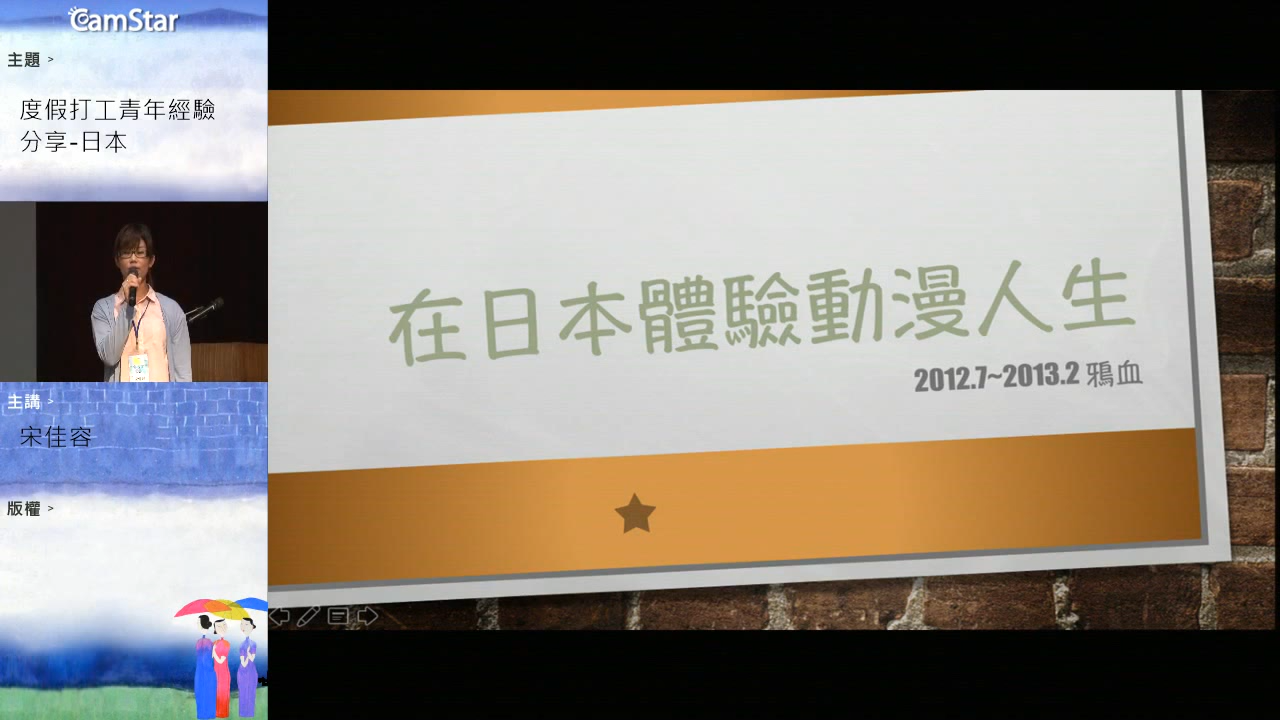 CamStar
主題 >
度假打工青年經驗
分享-日本
主講 >
宋佳容
版權 >
在日本體驗動漫人生
2012.7~2013.2 鴉血